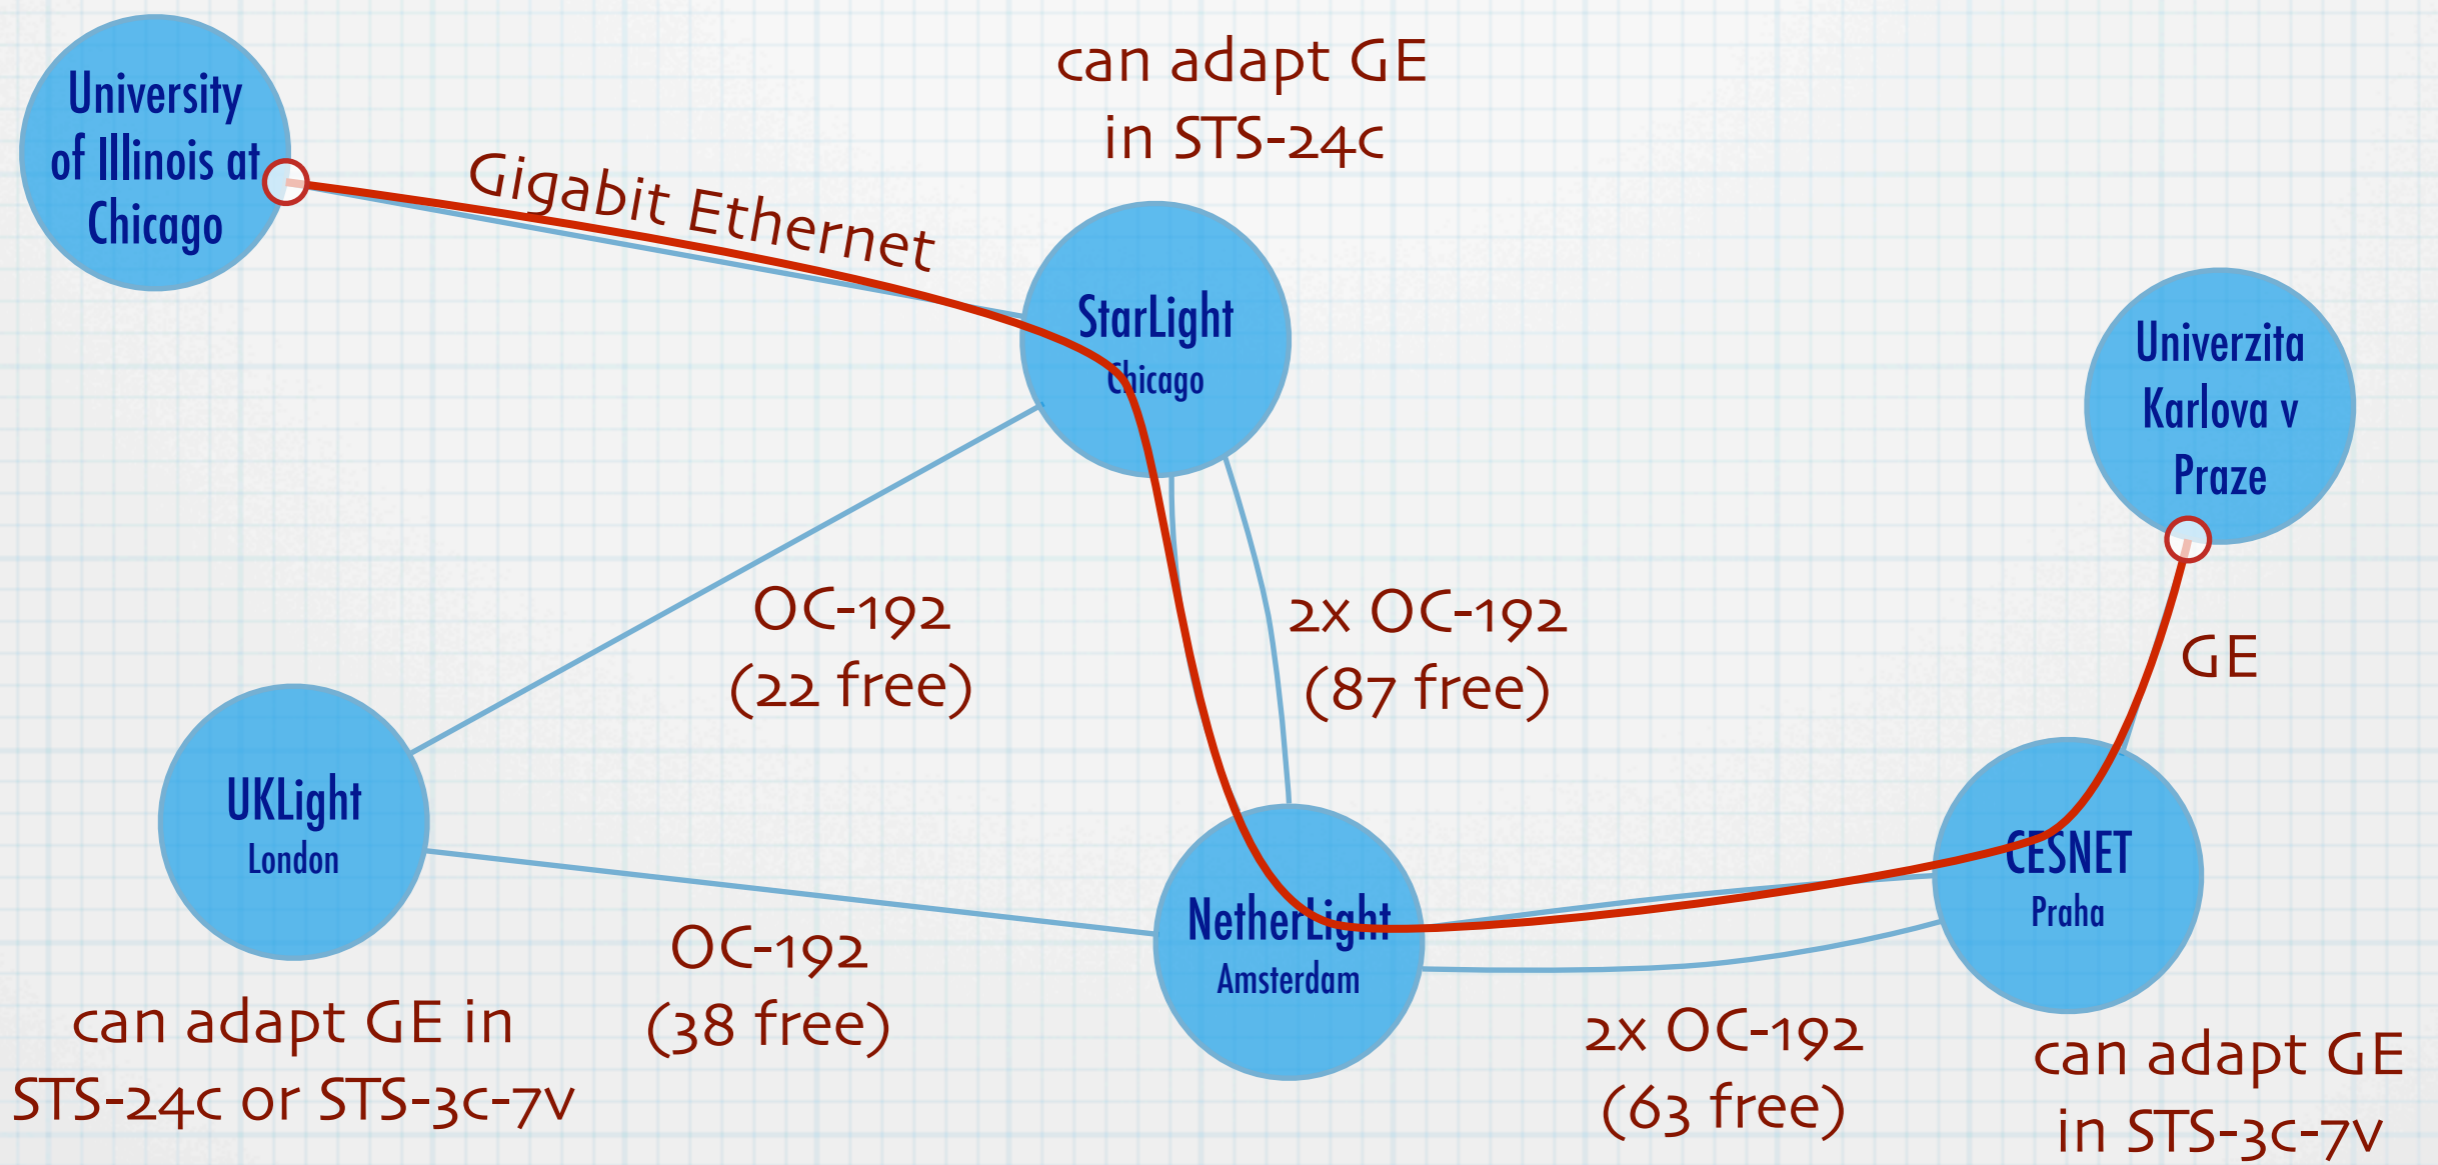 University
of Illinois at
Chicago
Gigabit Ethernet
can adapt GE
in STS-24c
StarLight
Chicago
Univerzita
Karlova v
Praze
GE
OC-192
(22 free)
2x OC-192
(87 free)
UKLight
London
can adapt GE in
STS-24c or STS-3c-7v
OC-192
(38 free)
NetherLight
Amsterdam
2x OC-192
(63 free)
CESNET
Praha
can adapt GE
in STS-3c-7v